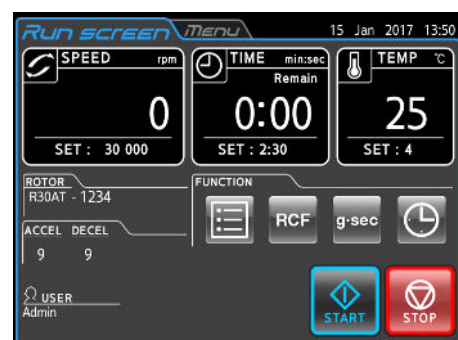 Run screen Menu 15 Jan 2017 13:50
SPEED rpm
0
SET : 30 000
TIME min:sec
Remain
0:00
SET : 2:30
TEMP ℃
25
SET : 4
ROTOR
R30AT - 1234
ACCEL DECEL
9 9
USER
Admin
FUNCTION
RCF
g·sec
START
STOP